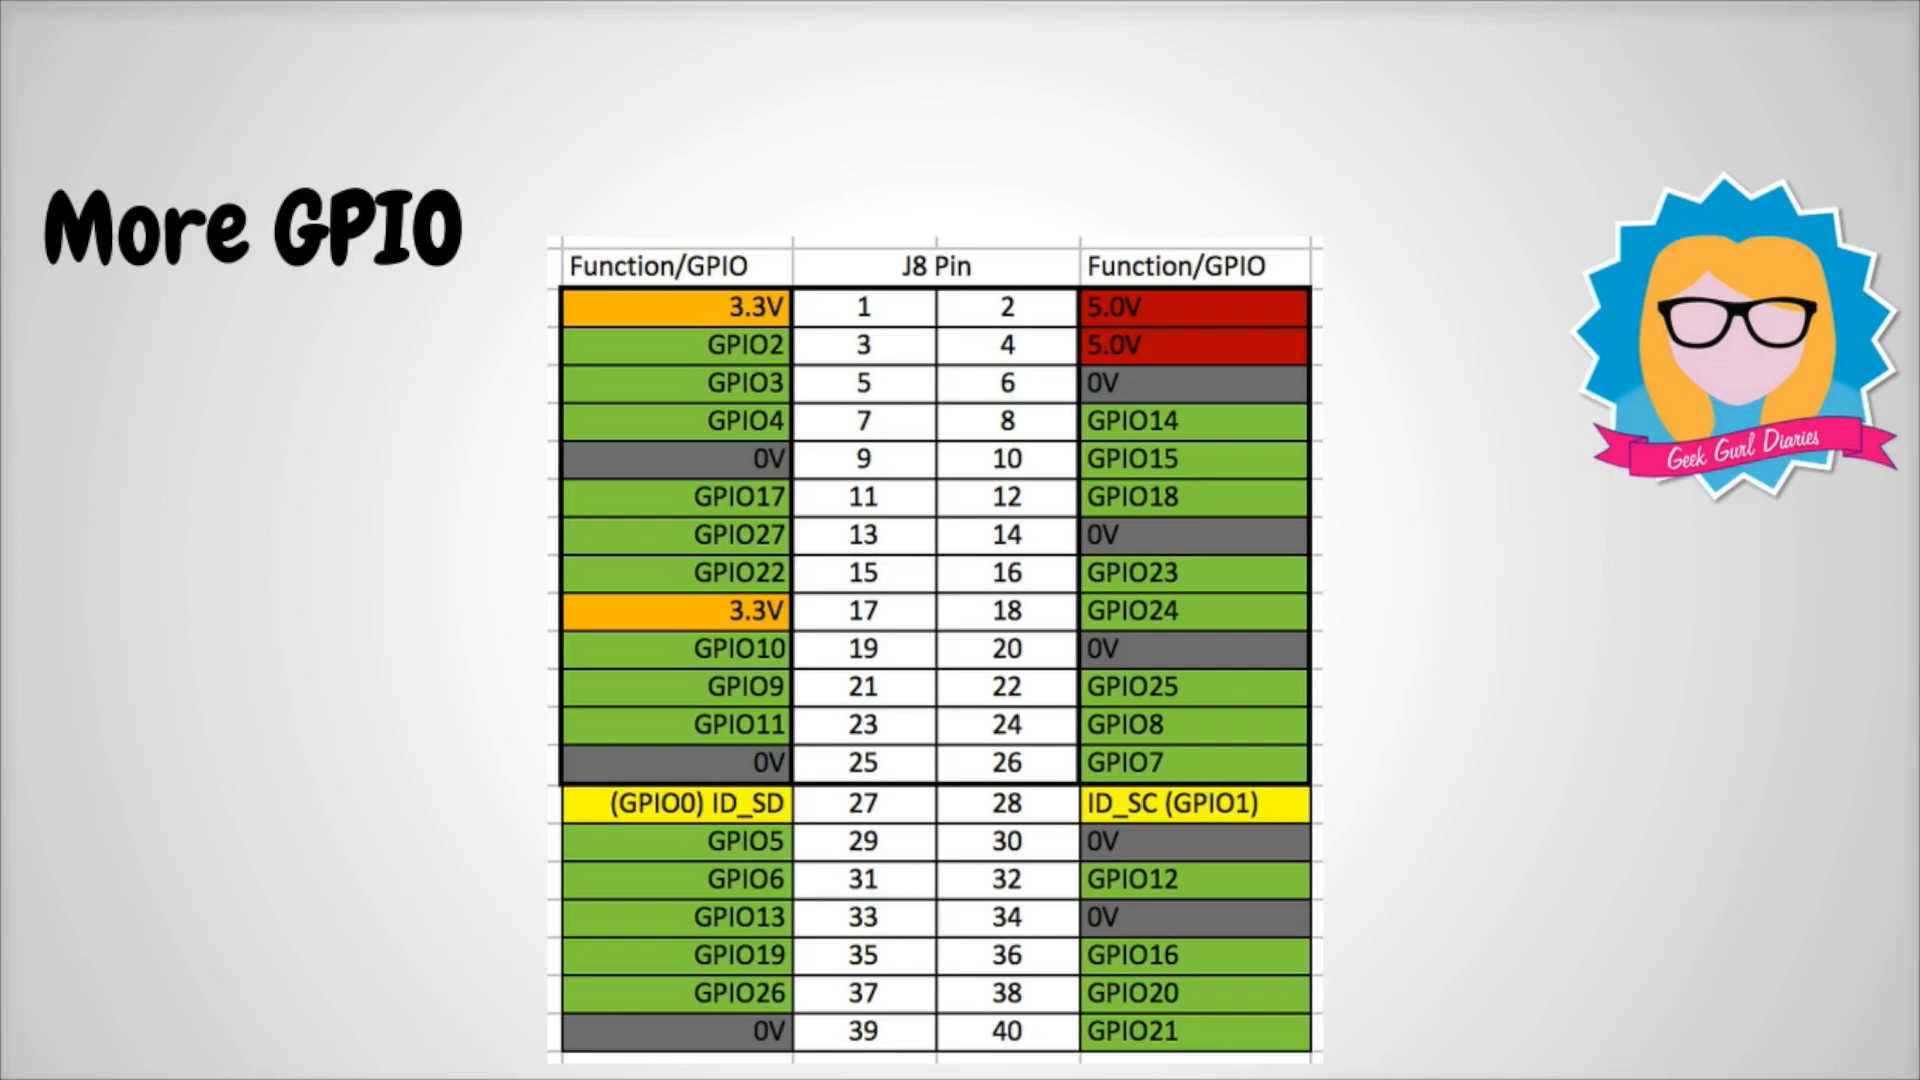 More GPIO
Function/GPIO J8 Pin Function/GPIO
3.3V 1 2 5.0V
GPIO2 3 4 5.0V
GPIO3 5 6 0V
GPIO4 7 8 GPIO14
0V 9 10 GPIO15
GPIO17 11 12 GPIO18
GPIO27 13 14 0V
GPIO22 15 16 GPIO23
3.3V 17 18 GPIO24
GPIO10 19 20 0V
GPIO9 21 22 GPIO25
GPIO11 23 24 GPIO8
0V 25 26 GPIO7
(GPIO0) ID_SD 27 28 ID_SC (GPIO1)
GPIO5 29 30 0V
GPIO6 31 32 GPIO12
GPIO13 33 34 0V
GPIO19 35 36 GPIO16
GPIO26 37 38 GPIO20
0V 39 40 GPIO21
Geek Gurl Diaries